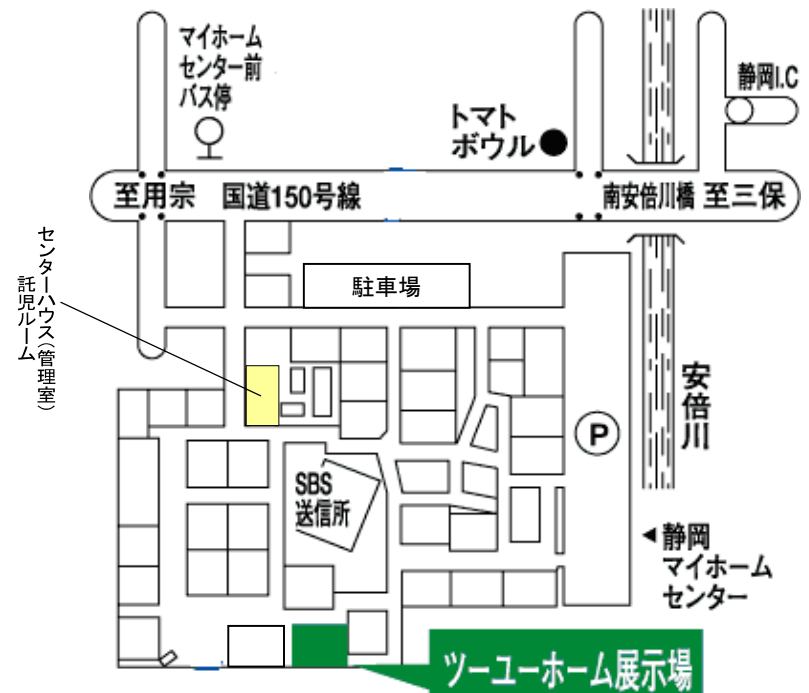 マイホーム
センター前
バス停
静岡I.C
トマト
ボウル
至用宗
国道150号線
南安倍川橋
至三保
センターハウス（管理室）
託児ルーム
駐車場
安倍川
P
SBS
送信所
静岡
マイホーム
センター
ツーユーホーム展示場